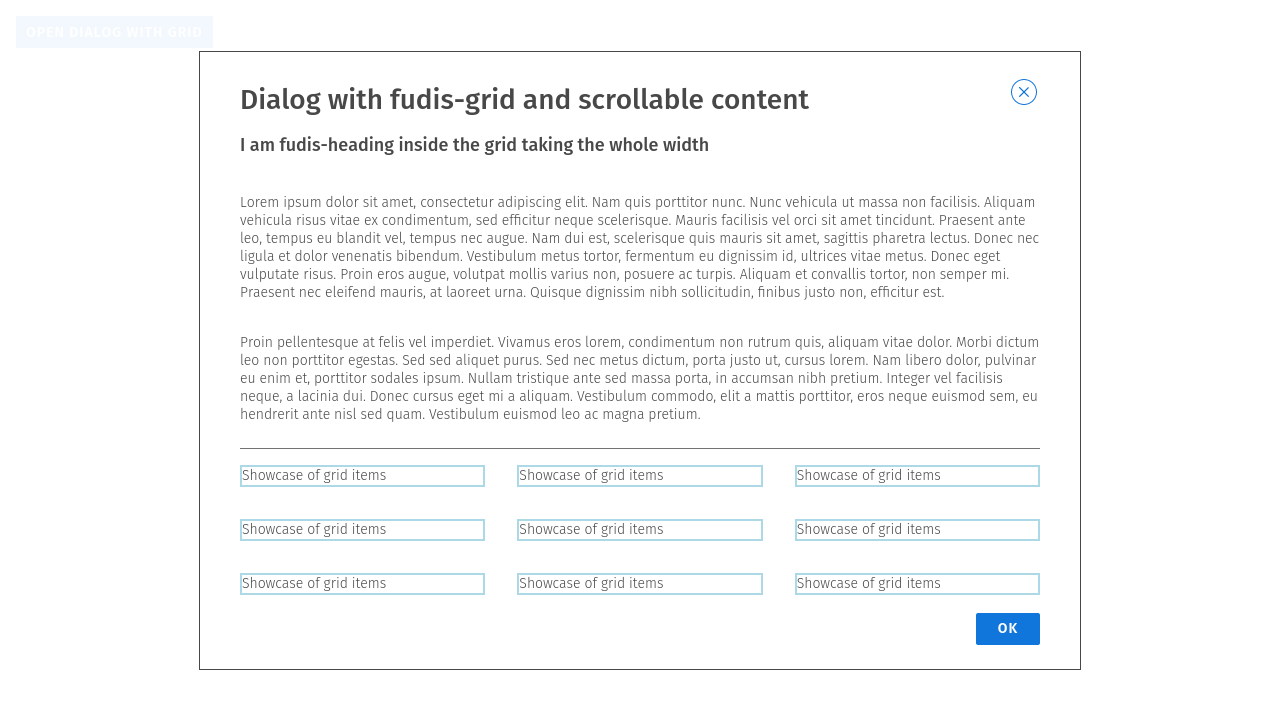 OPEN DIALOG WITH GRID
Dialog with fudis-grid and scrollable content
I am fudis-heading inside the grid taking the whole width
Lorem ipsum dolor sit amet, consectetur adipiscing elit. Nam quis porttitor nunc. Nunc vehicula ut massa non facilisis. Aliquam
vehicula risus vitae ex condimentum, sed efficitur neque scelerisque. Mauris facilisis vel orci sit amet tincidunt. Praesent ante
leo, tempus eu blandit vel, tempus nec augue. Nam dui est, scelerisque quis mauris sit amet, sagittis pharetra lectus. Donec nec
ligula et dolor venenatis bibendum. Vestibulum metus tortor, fermentum eu dignissim id, ultrices vitae metus. Donec eget
vulputate risus. Proin eros augue, volutpat mollis varius non, posuere ac turpis. Aliquam et convallis tortor, non semper mi.
Praesent nec eleifend mauris, at laoreet urna. Quisque dignissim nibh sollicitudin, finibus justo non, efficitur est.
Proin pellentesque at felis vel imperdiet. Vivamus eros lorem, condimentum non rutrum quis, aliquam vitae dolor. Morbi dictum
leo non porttitor egestas. Sed sed aliquet purus. Sed nec metus dictum, porta justo ut, cursus lorem. Nam libero dolor, pulvinar
eu enim et, porttitor sodales ipsum. Nullam tristique ante sed massa porta, in accumsan nibh pretium. Integer vel facilisis
neque, a lacinia dui. Donec cursus eget mi a aliquam. Vestibulum commodo, elit a mattis porttitor, eros neque euismod sem, eu
hendrerit ante nisl sed quam. Vestibulum euismod leo ac magna pretium.
Showcase of grid items
Showcase of grid items
Showcase of grid items
Showcase of grid items
Showcase of grid items
Showcase of grid items
Showcase of grid items
Showcase of grid items
Showcase of grid items
OK